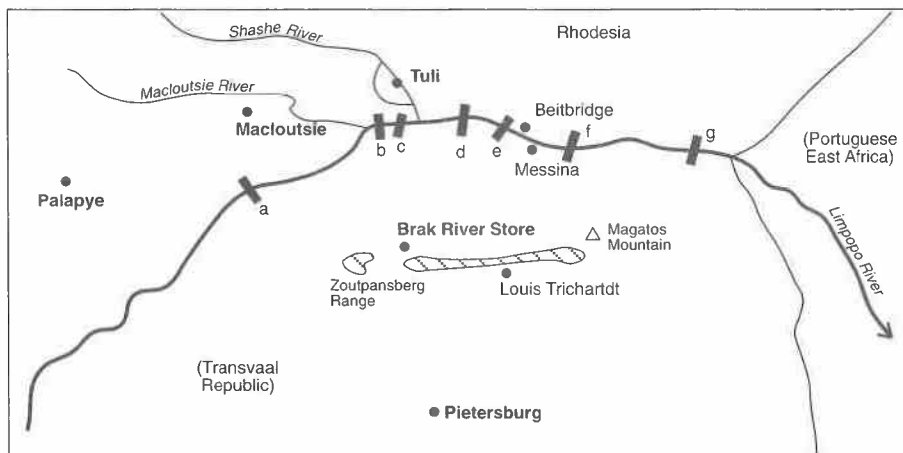 Shashe River
Rhodesia
Tuli
Macloutsie River
Macloutsie
Beitbridge
(Portuguese
East Africa)
b
c
d
e
f
g
Messina
Palapye
a
Brak River Store
Magatos
Mountain
Limpopo River
Zoutpansberg
Range
Louis Trichartdt
(Transvaal
Republic)
Pietersburg